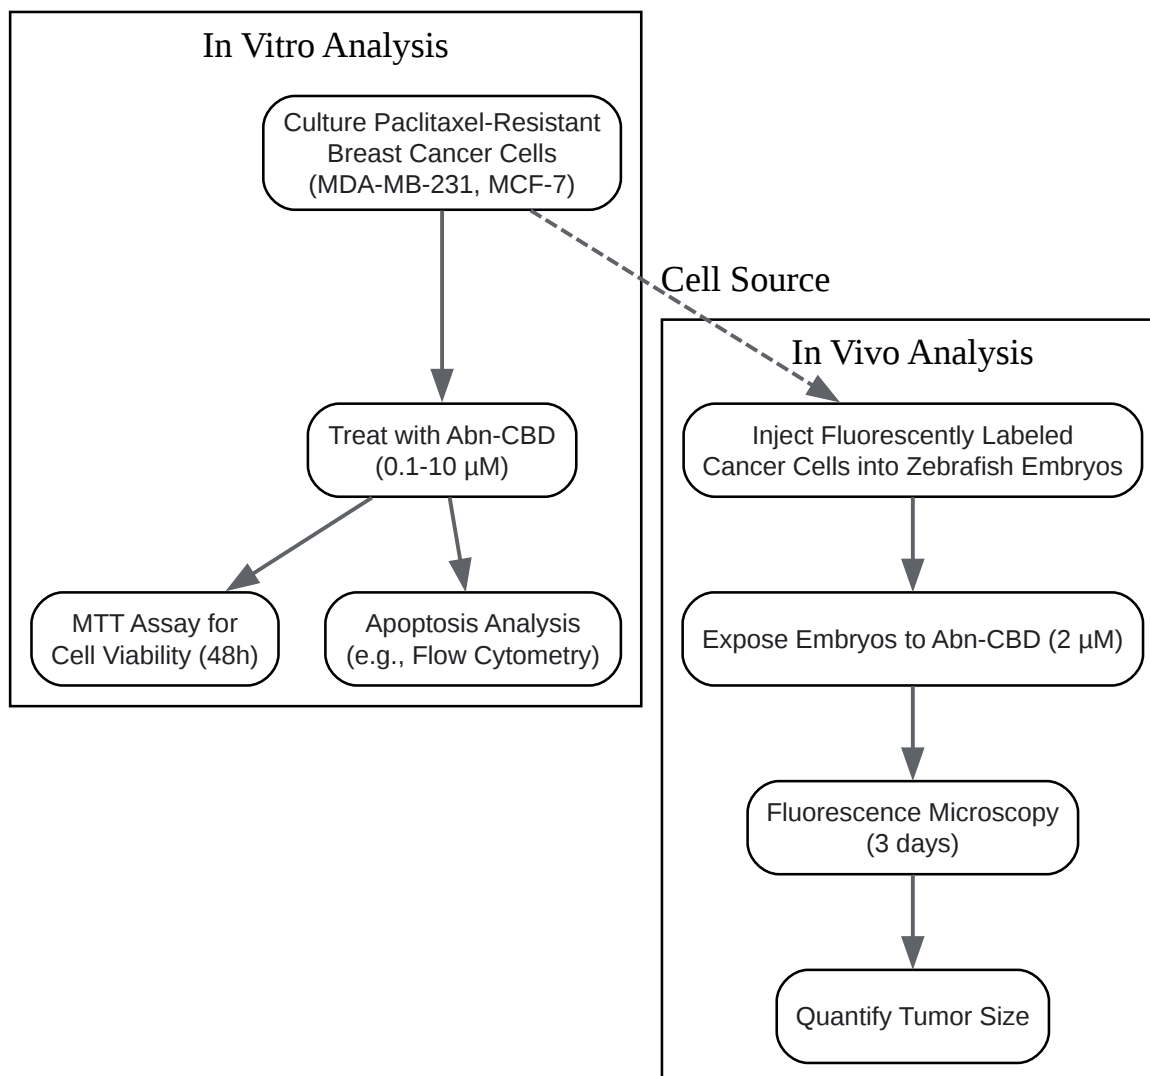 In Vitro Analysis
Culture Paclitaxel-Resistant
Breast Cancer Cells
(MDA-MB-231, MCF-7)
Treat with Abn-CBD
(0.1-10 µM)
MTT Assay for
Cell Viability (48h)
Apoptosis Analysis
(e.g., Flow Cytometry)
Cell Source
In Vivo Analysis
Inject Fluorescently Labeled
Cancer Cells into Zebrafish Embryos
Expose Embryos to Abn-CBD (2 µM)
Fluorescence Microscopy
(3 days)
Quantify Tumor Size